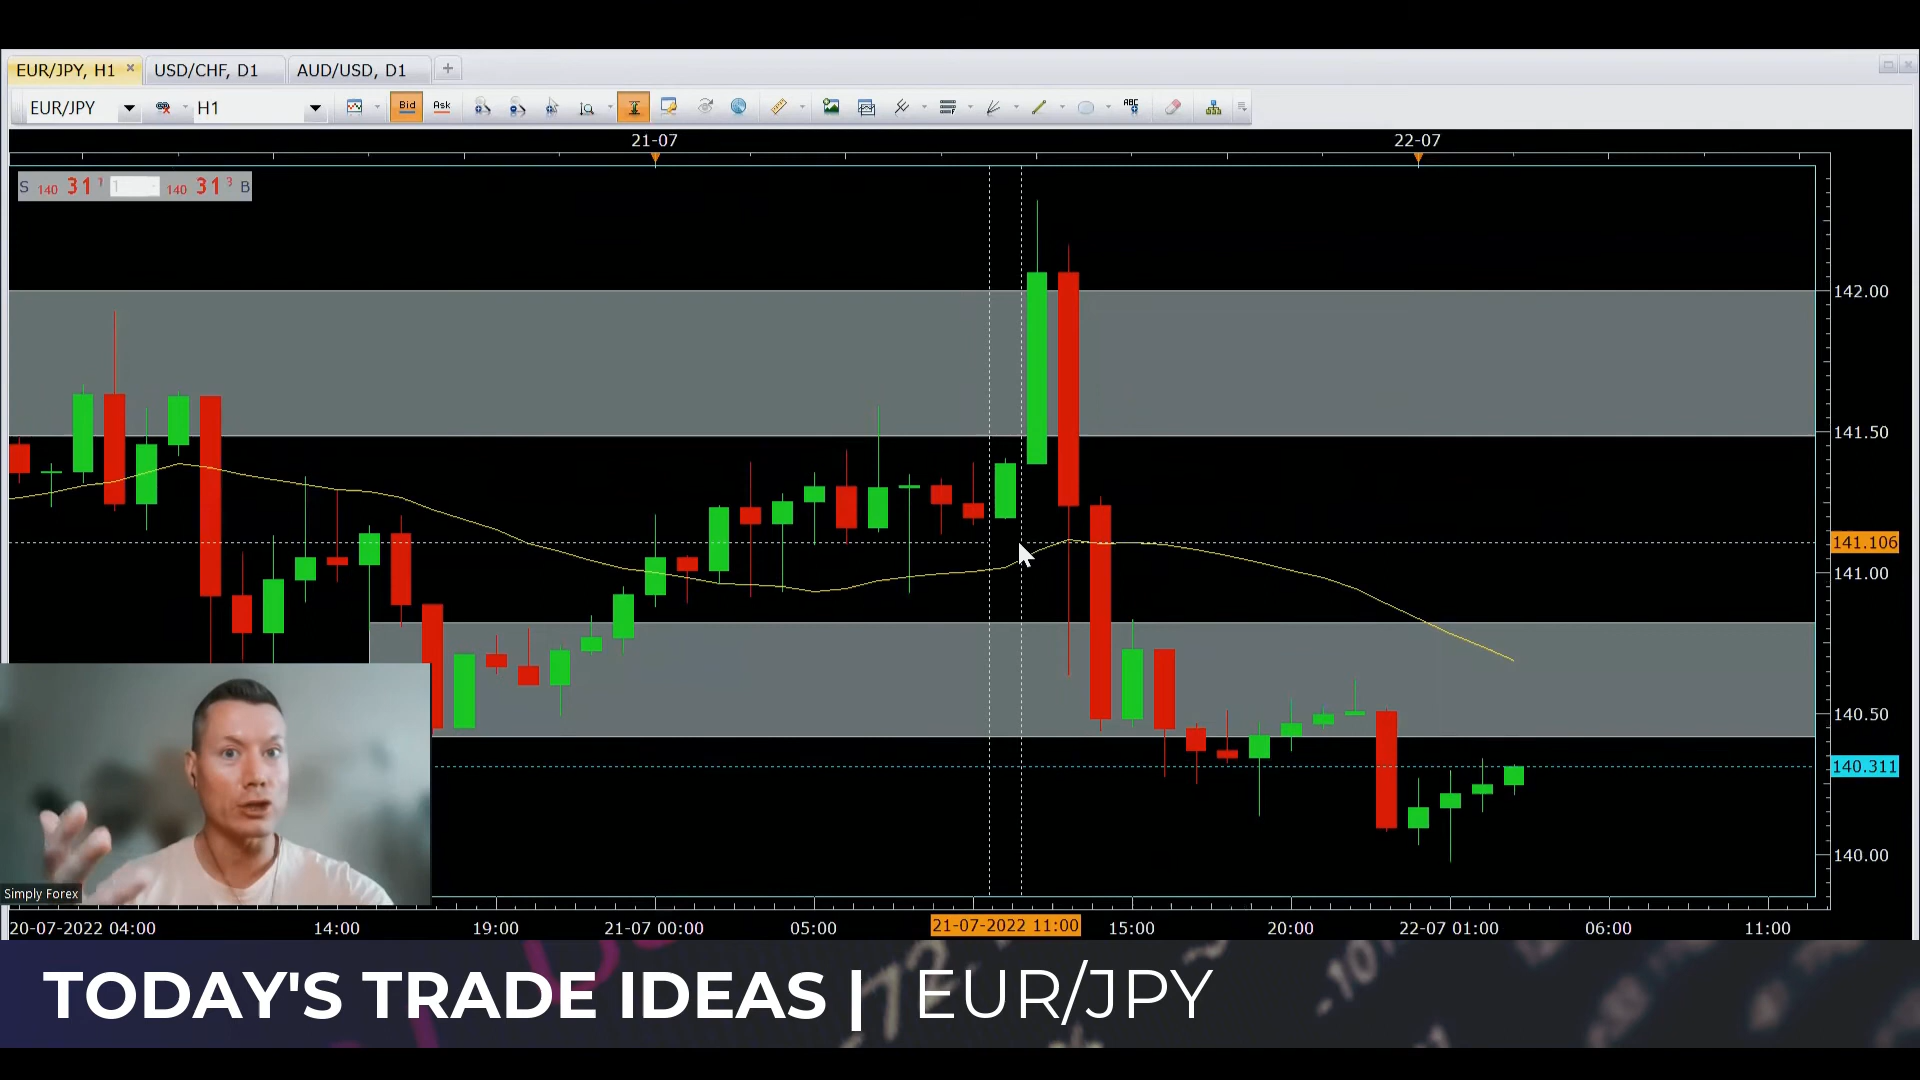 EUR/JPY, H1 USD/CHF, D1 AUD/USD, D1
EUR/JPY H1 Bid Ask ABC
21-07 22-07
S 140 31 1 1 140 31 3 B
142.00
141.50
141.106
141.00
140.50
140.311
140.00
Simply Forex
20-07-2022 04:00 14:00 19:00 21-07 00:00 05:00 21-07-2022 11:00 15:00 20:00 22-07 01:00 06:00 11:00
TODAY'S TRADE IDEAS | EUR/JPY